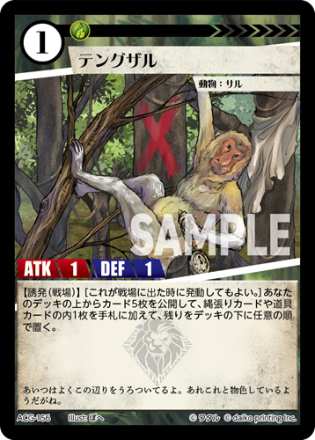 1
テングザル
動物：サル
X
SAMPLE
ATK 1 DEF 1
【誘発（戦場）】[これが戦場に出た時に発動してもよい。] あなた
のデッキの上からカード5枚を公開して、縄張りカードや道具
カードの内1枚を手札に加えて、残りをデッキの下に任意の順
で置く。
あいつはよくこの辺りをうろついている。あれこれと物色しているよ
うだがね。
ACG-156 Illust: ぽへ © ワタル © daiko printing Inc.